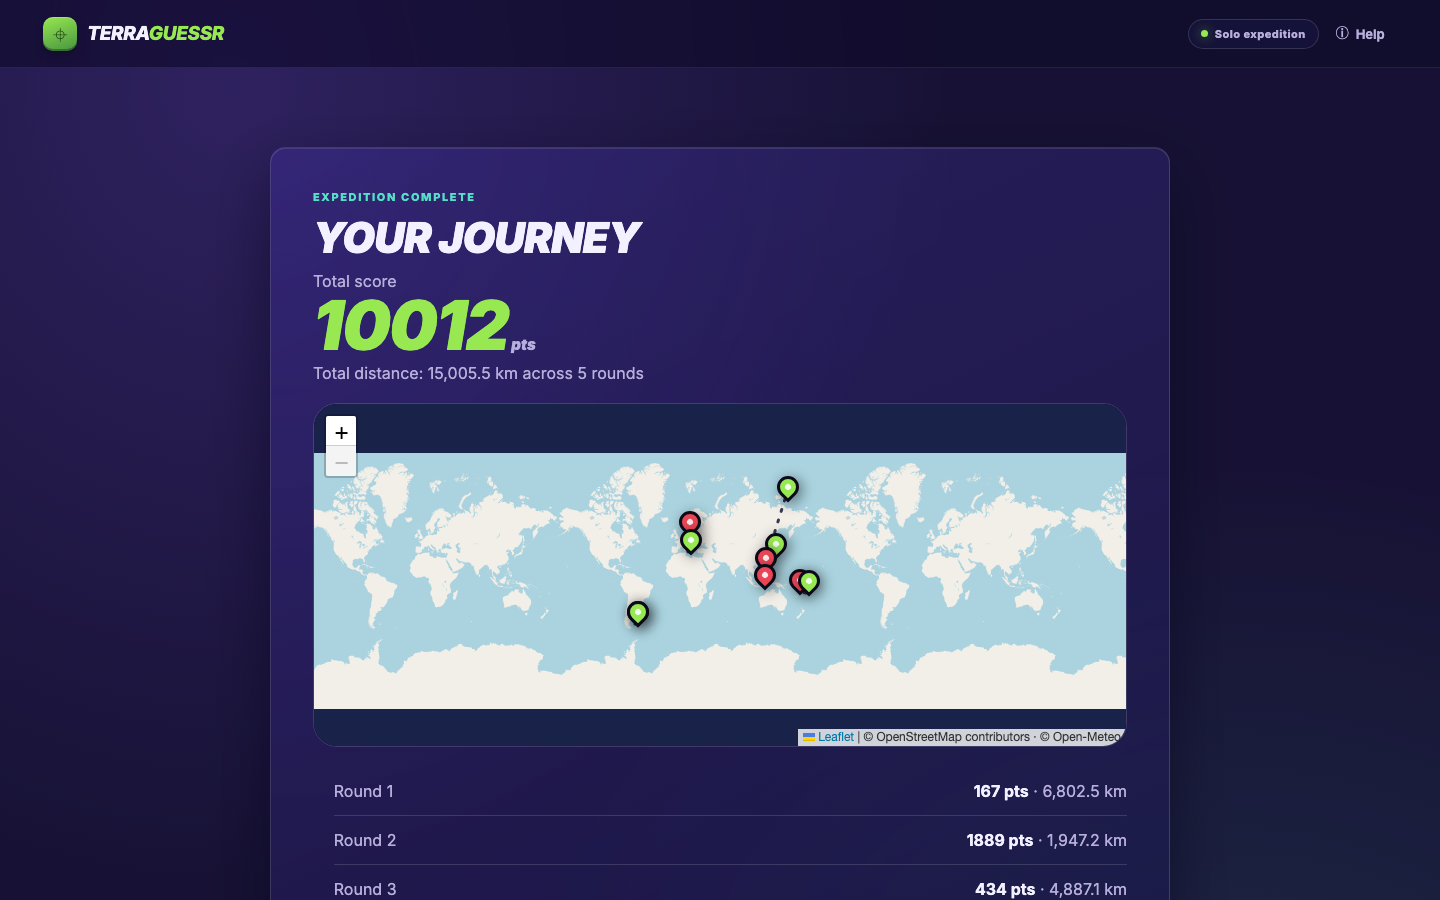 TERRAGUESSR
Solo expedition
Help
EXPEDITION COMPLETE
YOUR JOURNEY
Total score
10012 pts
Total distance: 15,005.5 km across 5 rounds
+
−
Leaflet | © OpenStreetMap contributors · © Open-Meteo
Round 1 167 pts · 6,802.5 km
Round 2 1889 pts · 1,947.2 km
Round 3 434 pts · 4,887.1 km